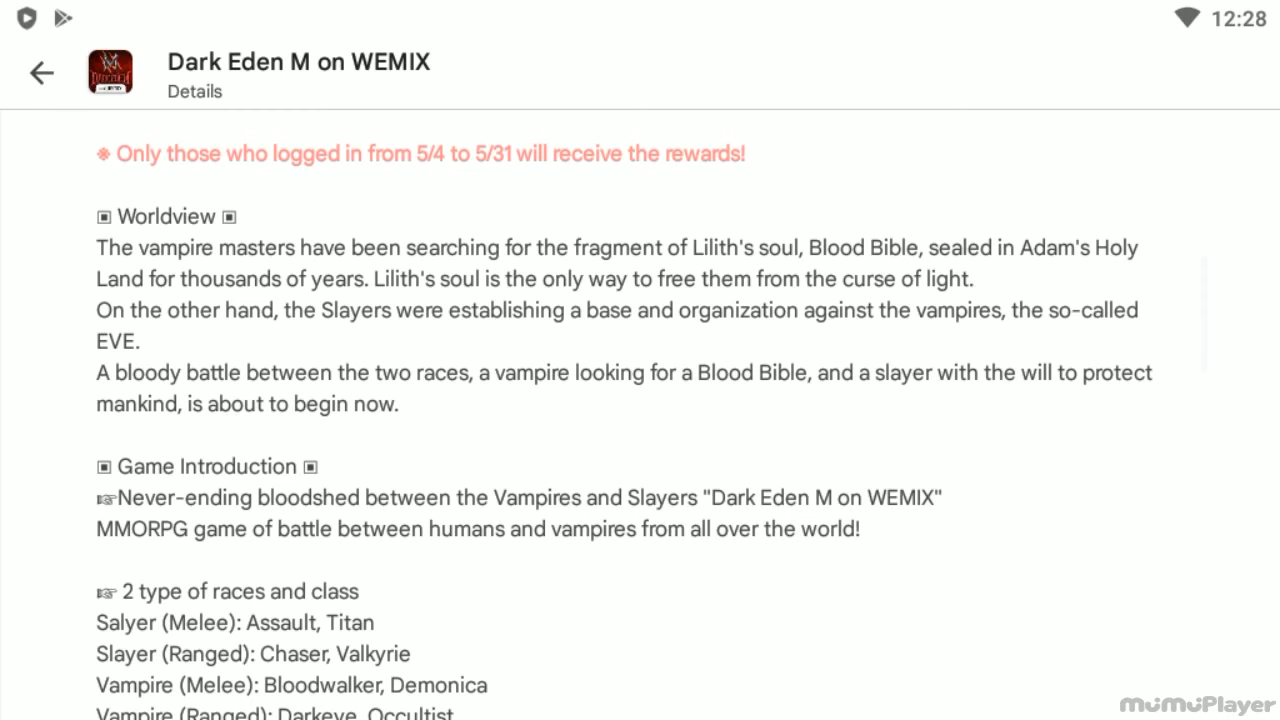 12:28
Dark Eden M on WEMIX
Details
※ Only those who logged in from 5/4 to 5/31 will receive the rewards!
▣ Worldview ▣
The vampire masters have been searching for the fragment of Lilith's soul, Blood Bible, sealed in Adam's Holy
Land for thousands of years. Lilith's soul is the only way to free them from the curse of light.
On the other hand, the Slayers were establishing a base and organization against the vampires, the so-called
EVE.
A bloody battle between the two races, a vampire looking for a Blood Bible, and a slayer with the will to protect
mankind, is about to begin now.
▣ Game Introduction ▣
☞Never-ending bloodshed between the Vampires and Slayers "Dark Eden M on WEMIX"
MMORPG game of battle between humans and vampires from all over the world!
☞ 2 type of races and class
Salyer (Melee): Assault, Titan
Slayer (Ranged): Chaser, Valkyrie
Vampire (Melee): Bloodwalker, Demonica
Vampire (Ranged): Darkeye, Occultist
MuMuPlayer